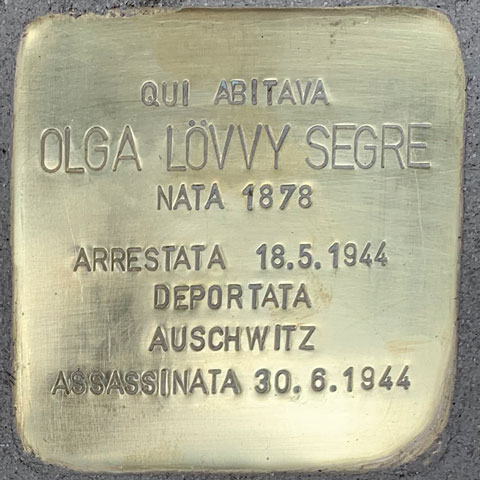 QUI ABITAVA
OLGA LÖVVY SEGRE
NATA 1878
ARRESTATA 18.5.1944
DEPORTATA
AUSCHWITZ
ASSASSINATA 30.6.1944